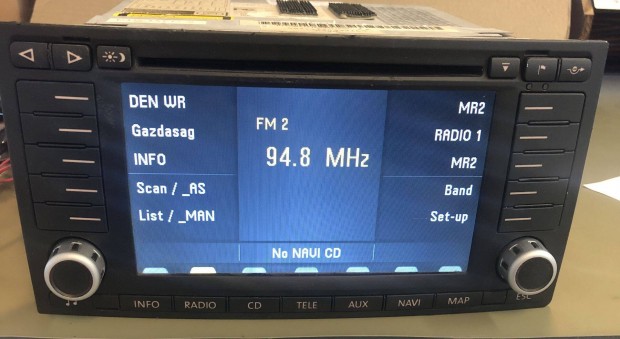 DEN WR
Gazdasag
INFO
Scan / _AS
List / _MAN
FM 2
94.8 MHz
MR2
RADIO 1
MR2
Band
Set-up
No NAVI CD
INFO
RADIO
CD
TELE
AUX
NAVI
MAP
ESC